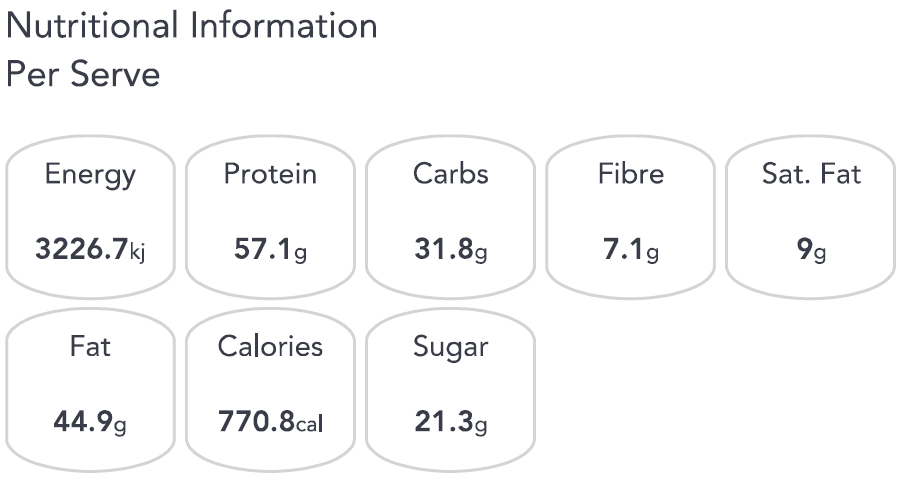 Nutritional Information
Per Serve
Energy
3226.7kj
Protein
57.1g
Carbs
31.8g
Fibre
7.1g
Sat. Fat
9g
Fat
44.9g
Calories
770.8cal
Sugar
21.3g